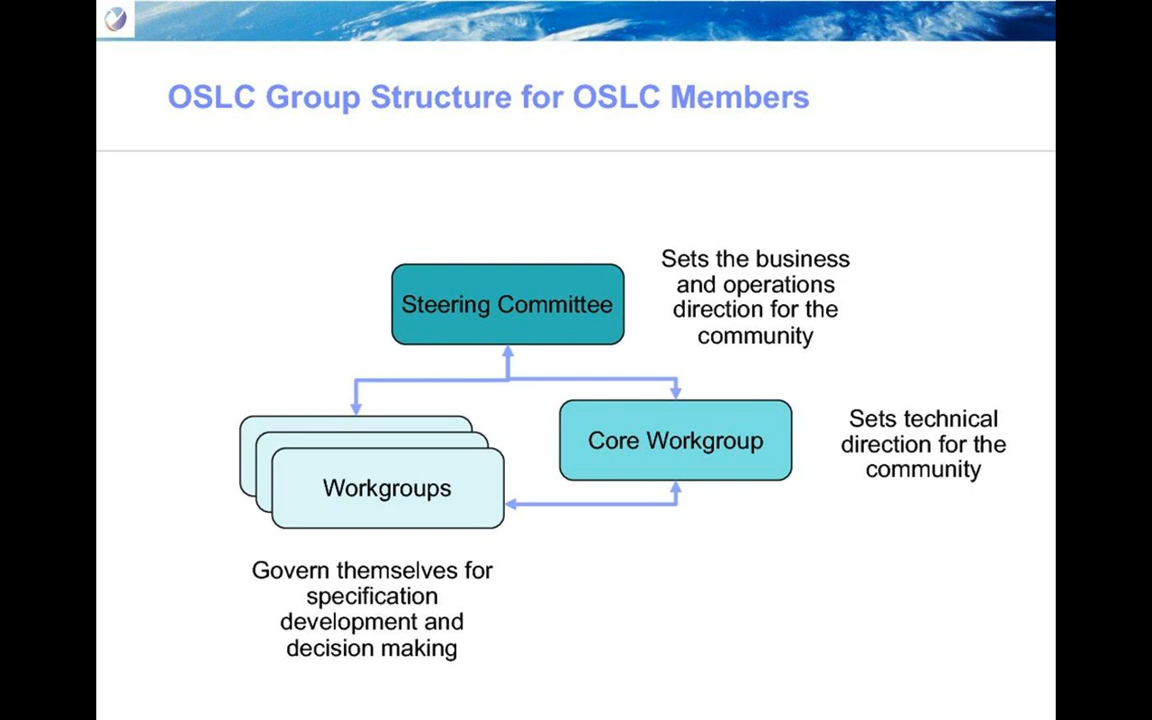 OSLC Group Structure for OSLC Members
Sets the business
and operations
direction for the
community
Steering Committee
Core Workgroup
Sets technical
direction for the
community
Workgroups
Govern themselves for
specification
development and
decision making